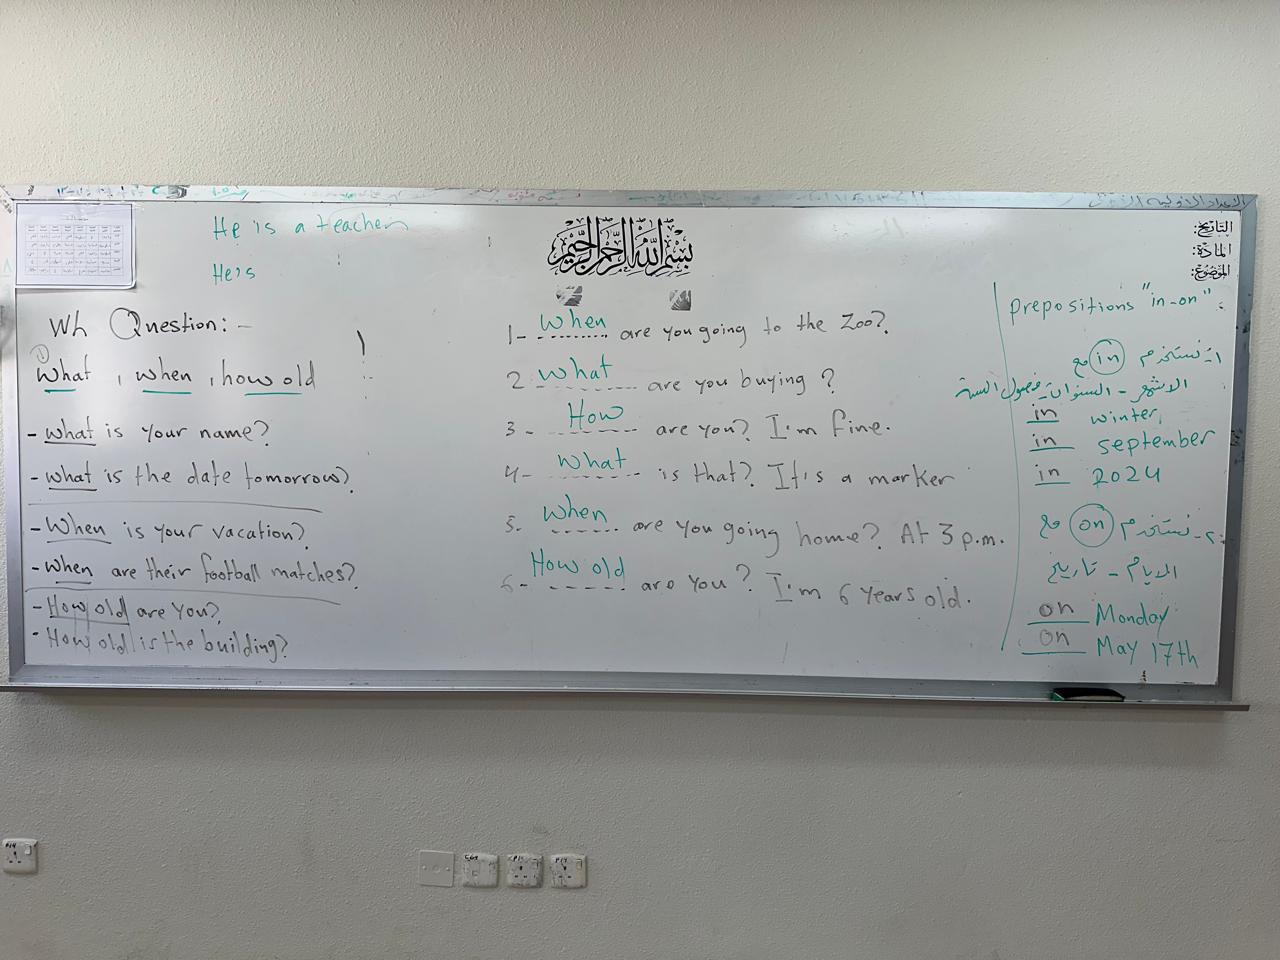 He is a teacher
He's
بسم الله الرحمن الرحيم
التاريخ:
المادة:
الموضوع:
Wh Question:-
What, when, how old
- what is your name?
- what is the date tomorrow?
- When is your vacation?
- when are their football matches?
- How old are you?
- How old is the building?
1- When are you going to the Zoo?
2 what are you buying?
3 - How are you? I'm fine.
4- what is that? It's a marker
5- when are you going home? At 3 p.m.
6- How old are you? I'm 6 years old.
prepositions "in-on":
١- نستخدم in مع
الاشهر - السنوات - فصول السنة
in winter
in september
in 2024
٢- نستخدم on مع
الايام - تاريخ
on Monday
on May 17th